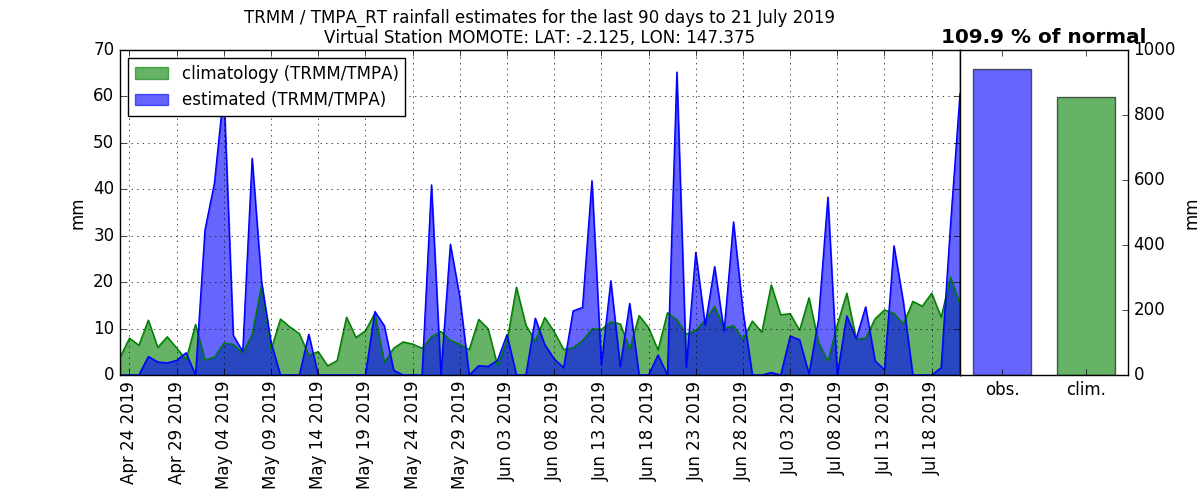 TRMM / TMPA_RT rainfall estimates for the last 90 days to 21 July 2019
Virtual Station MOMOTE: LAT: -2.125, LON: 147.375
109.9 % of normal
climatology (TRMM/TMPA)
estimated (TRMM/TMPA)
70
60
50
40
30
20
10
0
mm
Apr 24 2019
Apr 29 2019
May 04 2019
May 09 2019
May 14 2019
May 19 2019
May 24 2019
May 29 2019
Jun 03 2019
Jun 08 2019
Jun 13 2019
Jun 18 2019
Jun 23 2019
Jun 28 2019
Jul 03 2019
Jul 08 2019
Jul 13 2019
Jul 18 2019
obs.
clim.
1000
800
600
400
200
0
mm